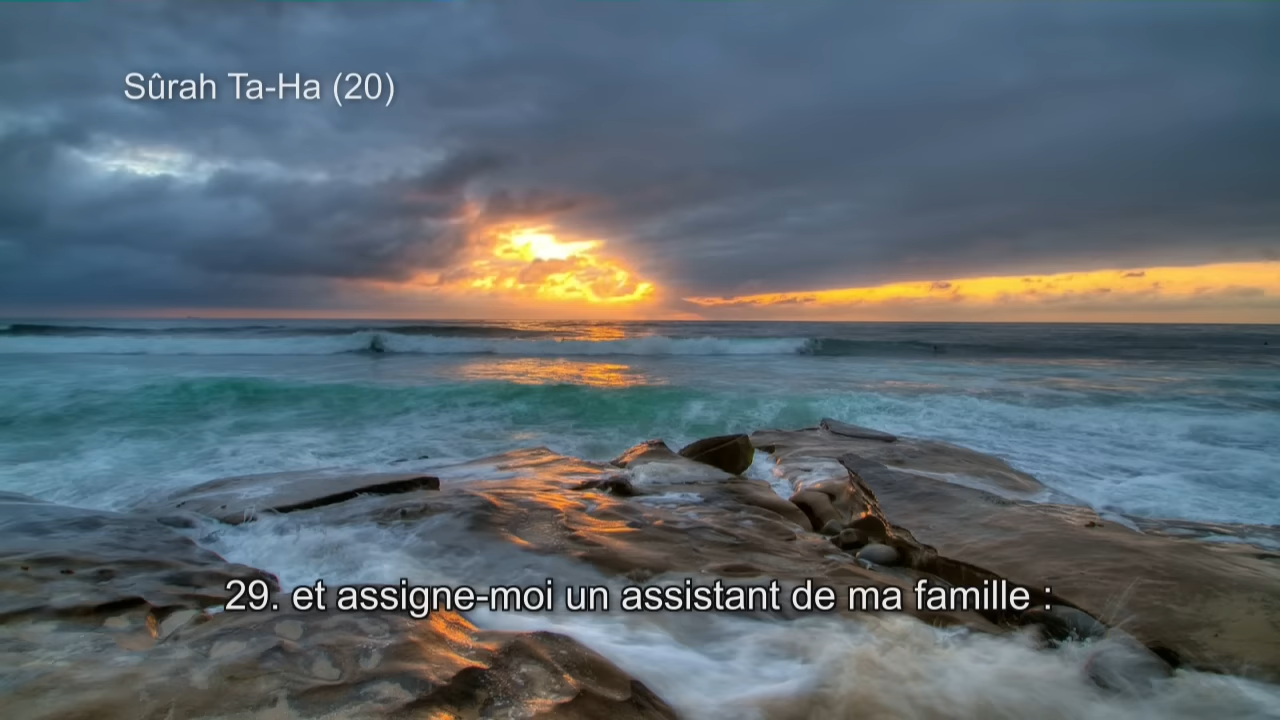 Sûrah Ta-Ha (20)
29. et assigne-moi un assistant de ma famille :